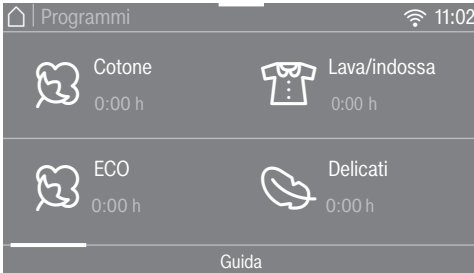 Programmi 11:02
Cotone
0:00 h
Lava/indossa
0:00 h
ECO
0:00 h
Delicati
0:00 h
Guida